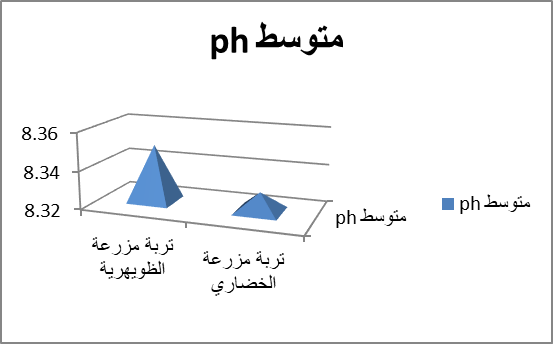 متوسط ph
8.36
8.34
8.32
تربة مزرعة
الظويهرية
تربة مزرعة
الخضاري
متوسط ph
متوسط ph